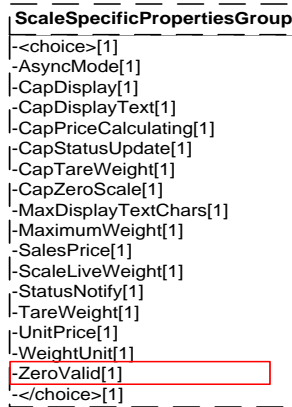 ScaleSpecificPropertiesGroup
-<choice>[1]
-AsyncMode[1]
-CapDisplay[1]
-CapDisplayText[1]
-CapPriceCalculating[1]
-CapStatusUpdate[1]
-CapTareWeight[1]
-CapZeroScale[1]
-MaxDisplayTextChars[1]
-MaximumWeight[1]
-SalesPrice[1]
-ScaleLiveWeight[1]
-StatusNotify[1]
-TareWeight[1]
-UnitPrice[1]
-WeightUnit[1]
-ZeroValid[1]
-</choice>[1]